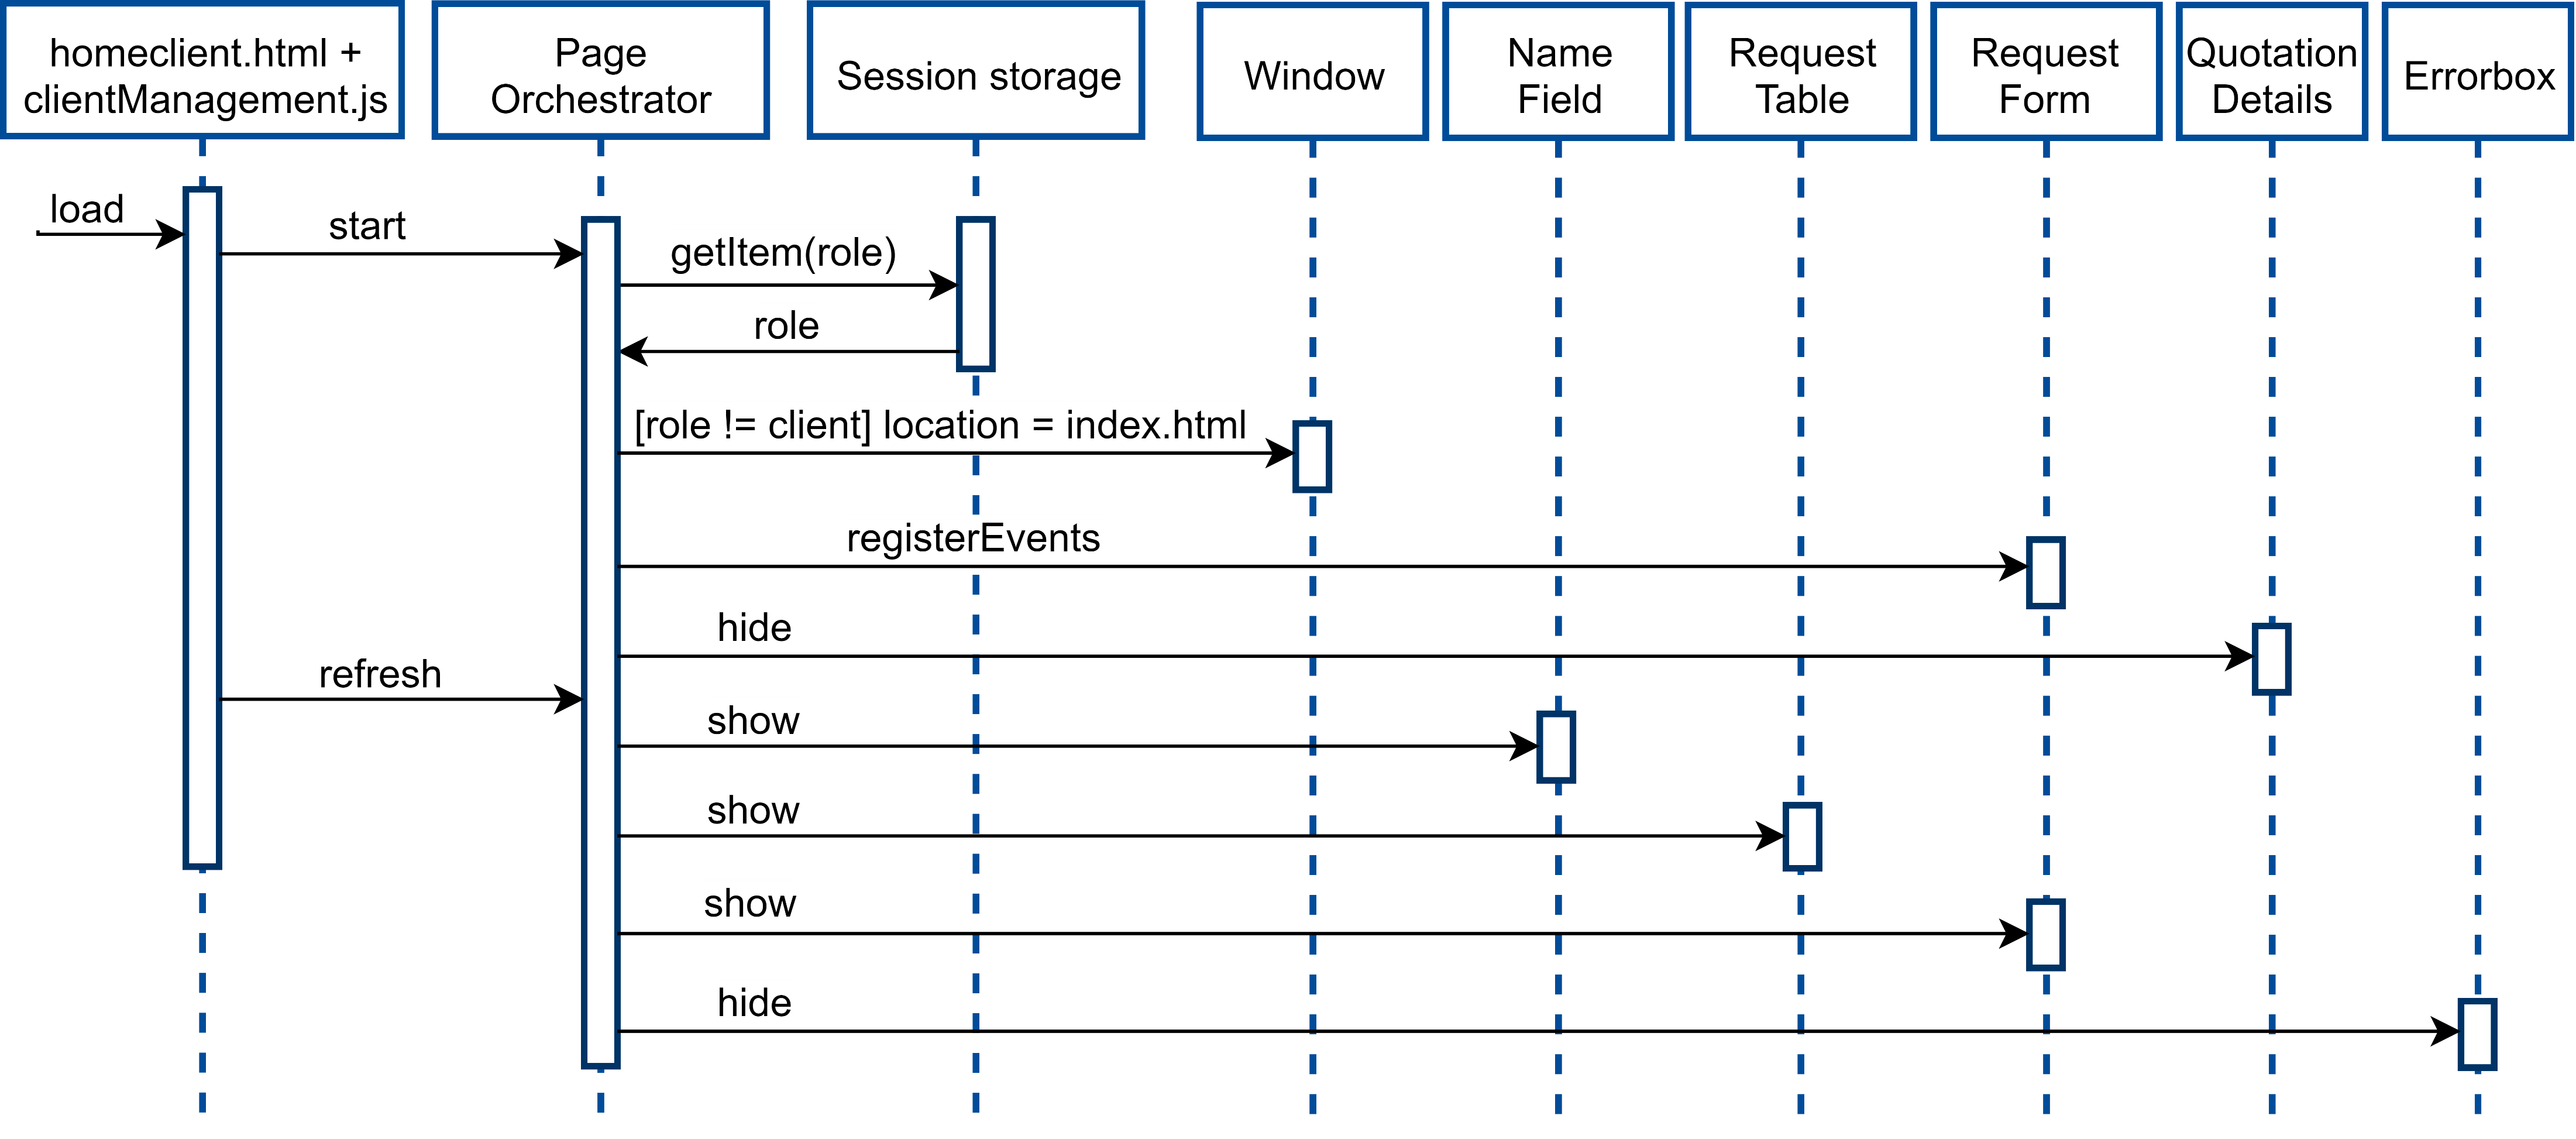 homeclient.html +
clientManagement.js
Page
Orchestrator
Session storage
Window
Name
Field
Request
Table
Request
Form
Quotation
Details
Errorbox
load
start
getItem(role)
role
[role != client] location = index.html
registerEvents
hide
refresh
show
show
show
hide